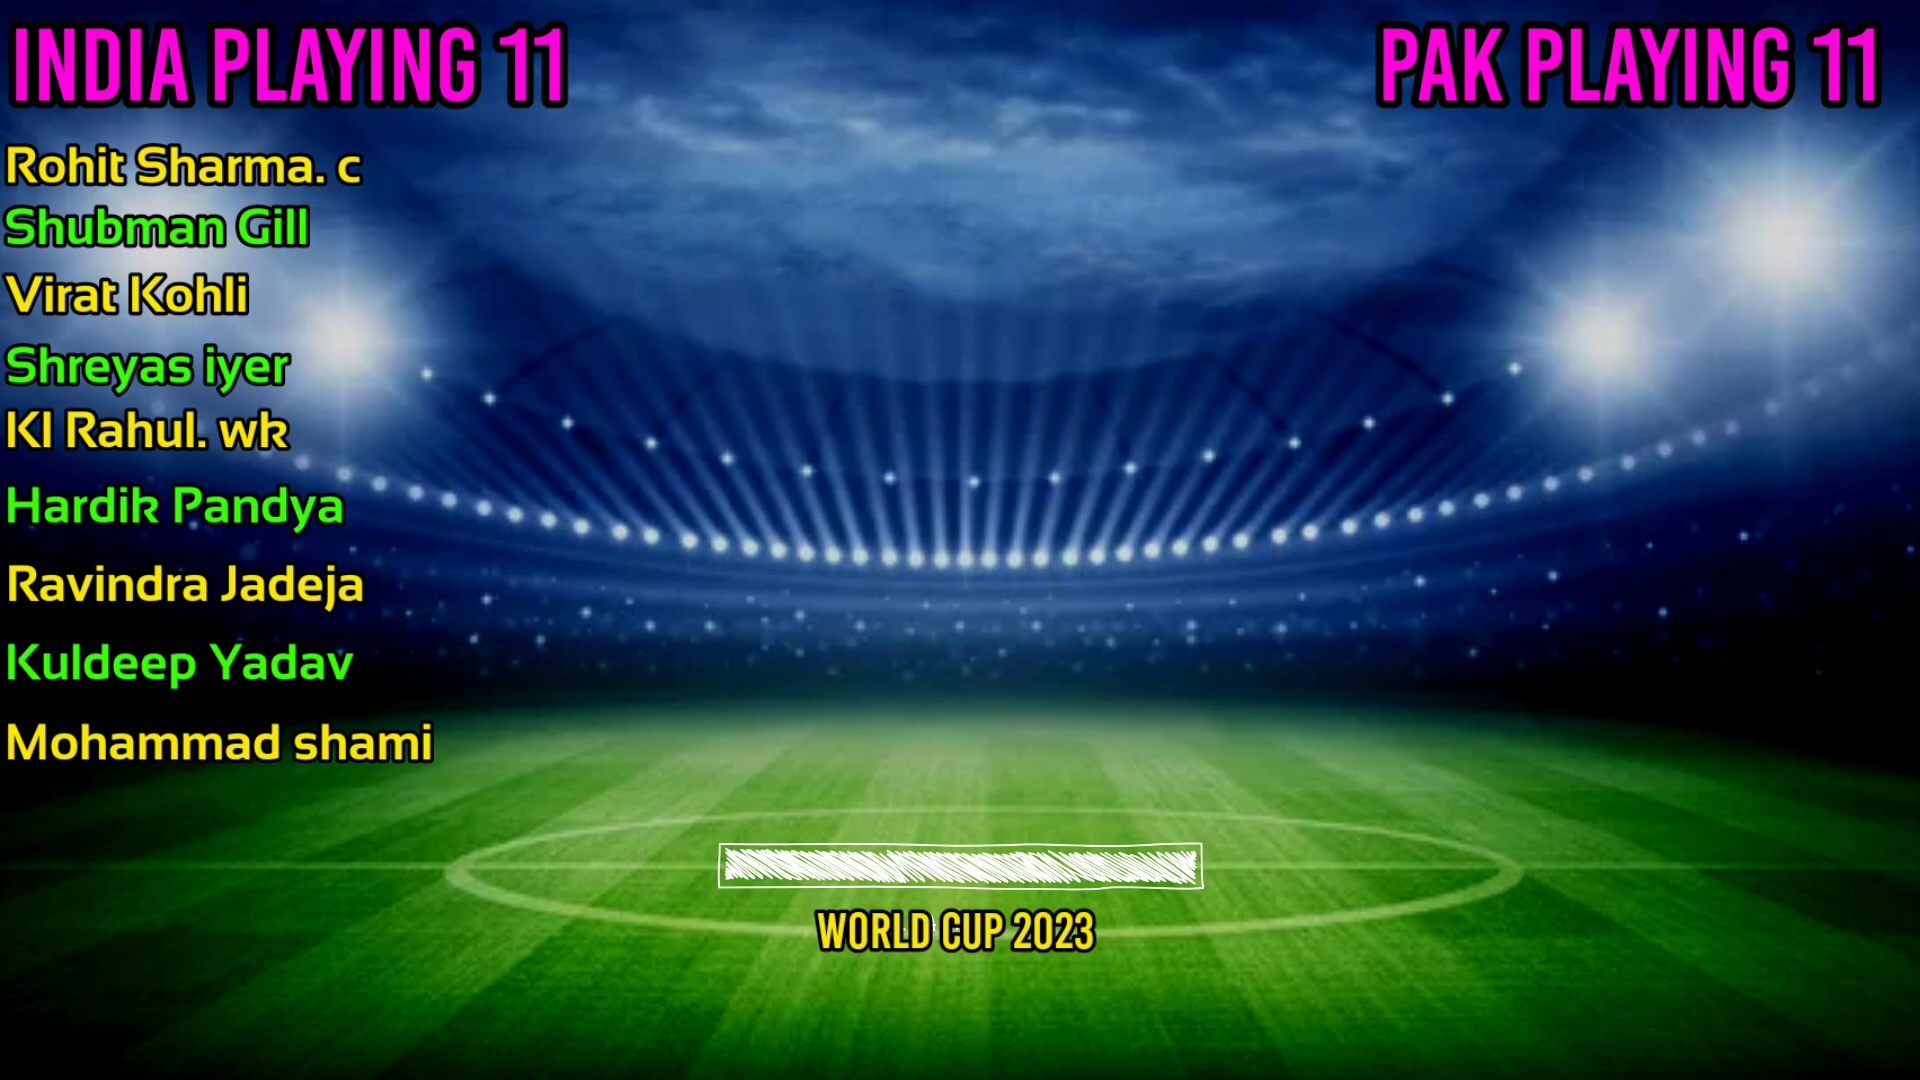 INDIA PLAYING 11
PAK PLAYING 11
Rohit Sharma. c
Shubman Gill
Virat Kohli
Shreyas iyer
Kl Rahul. wk
Hardik Pandya
Ravindra Jadeja
Kuldeep Yadav
Mohammad shami
WORLD CUP 2023